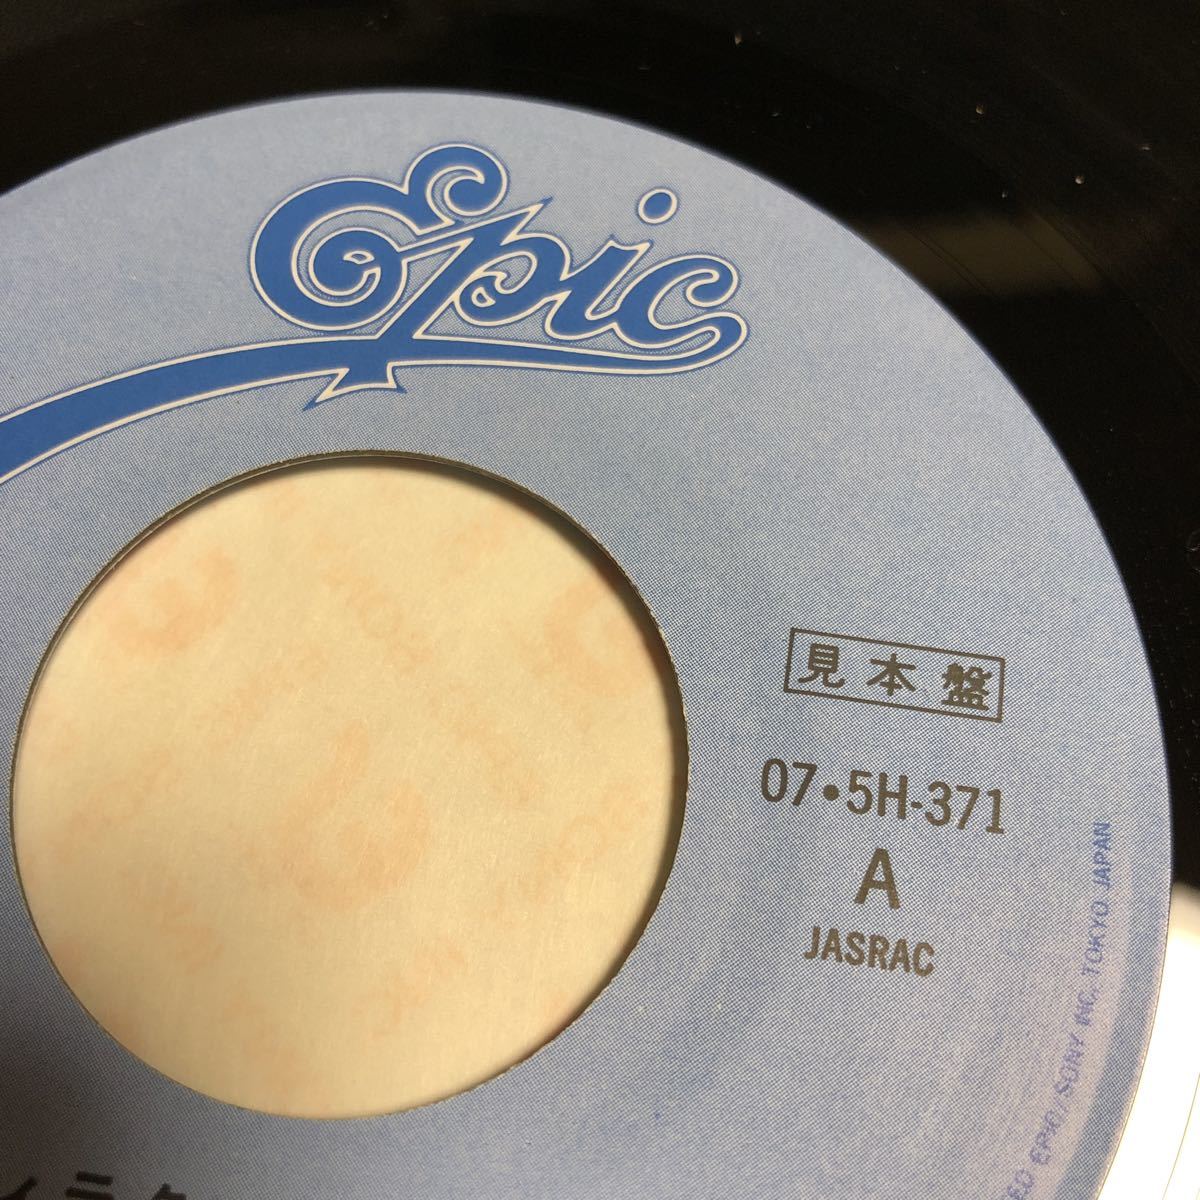 Epic
見本盤
07・5H-371
A
JASRAC
EPIC/SONY INC. TOKYO JAPAN